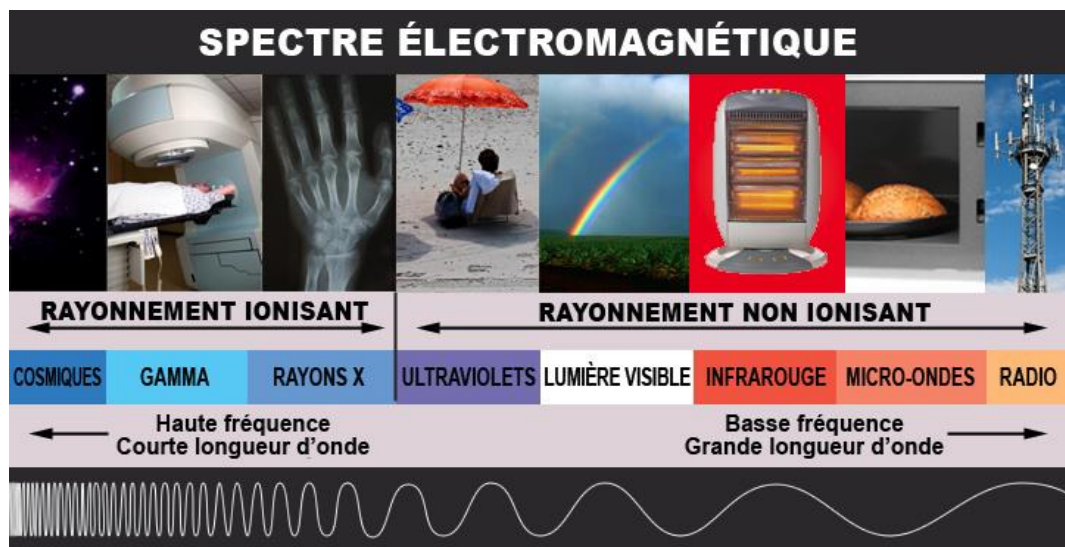 SPECTRE ÉLECTROMAGNÉTIQUE
RAYONNEMENT IONISANT
RAYONNEMENT NON IONISANT
COSMIQUES
GAMMA
RAYONS X
ULTRAVIOLETS
LUMIÈRE VISIBLE
INFRAROUGE
MICRO-ONDES
RADIO
Haute fréquence
Courte longueur d'onde
Basse fréquence
Grande longueur d'onde